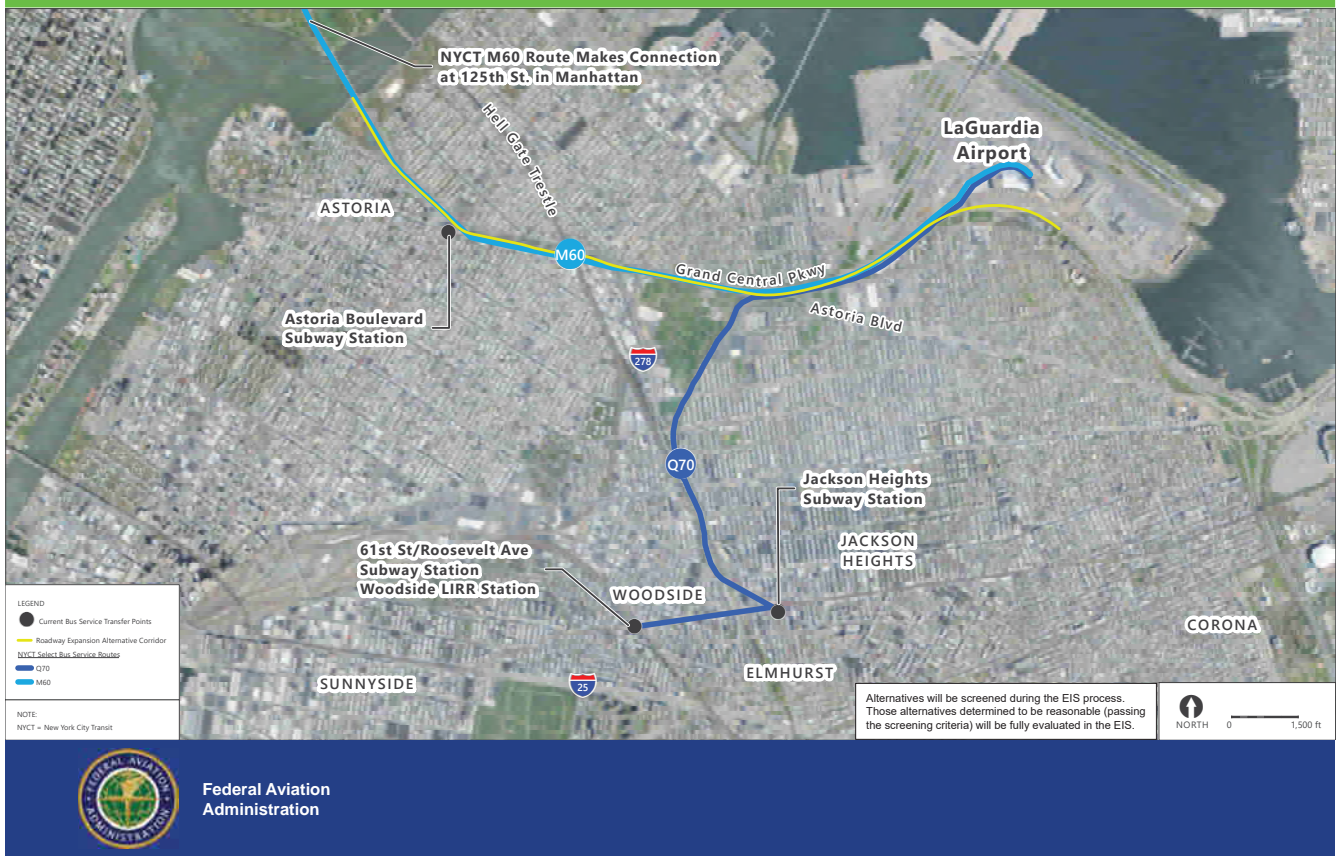 NYCT M60 Route Makes Connection
at 125th St. in Manhattan
Hell Gate Trestle
LaGuardia
Airport
ASTORIA
M60
Grand Central Pkwy
Astoria Blvd
Astoria Boulevard
Subway Station
278
Q70
Jackson Heights
Subway Station
JACKSON
HEIGHTS
61st St/Roosevelt Ave
Subway Station
Woodside LIRR Station
WOODSIDE
CORONA
ELMHURST
SUNNYSIDE
25
LEGEND
Current Bus Service Transfer Points
Roadway Expansion Alternative Corridor
NYCT Select Bus Service Routes
Q70
M60
NOTE:
NYCT = New York City Transit
Alternatives will be screened during the EIS process.
Those alternatives determined to be reasonable (passing
the screening criteria) will be fully evaluated in the EIS.
NORTH
0 1,500 ft
FEDERAL AVIATION
ADMINISTRATION
Federal Aviation
Administration